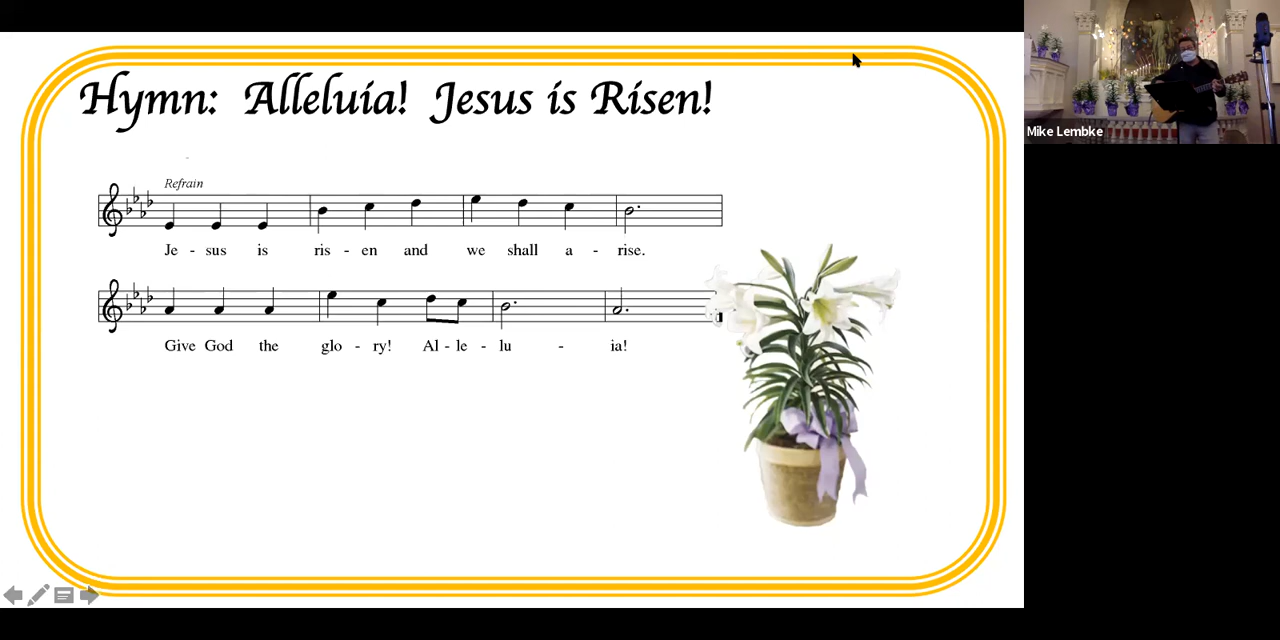 Hymn: Alleluia! Jesus is Risen!
Refrain
Je - sus is ris - en and we shall a - rise.
Give God the glo - ry! Al - le - lu - ia!
Mike Lembke